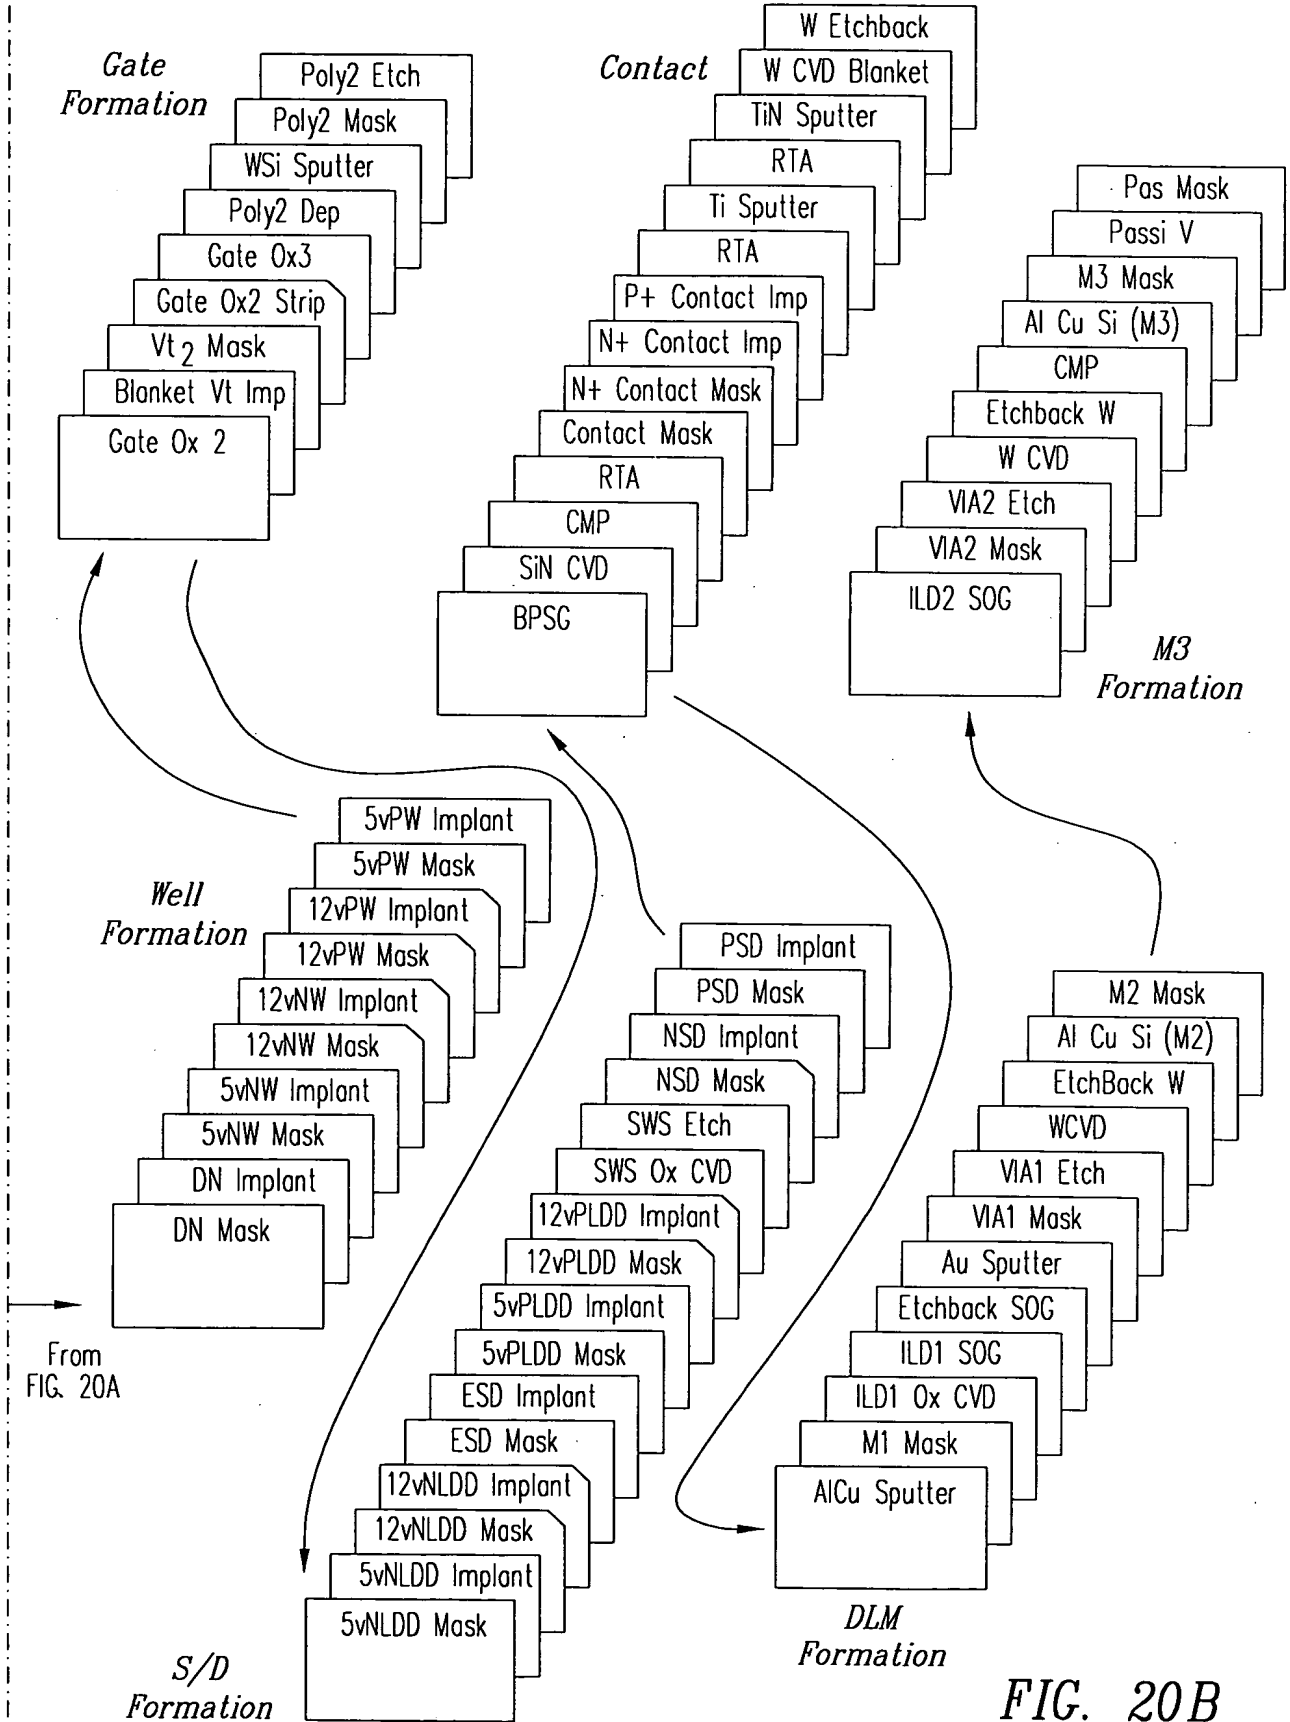 Gate
Formation
Poly2 Etch
Poly2 Mask
WSi Sputter
Poly2 Dep
Gate Ox3
Gate Ox2 Strip
Vt2 Mask
Blanket Vt Imp
Gate Ox 2
Contact
W Etchback
W CVD Blanket
TiN Sputter
RTA
Ti Sputter
RTA
P+ Contact Imp
N+ Contact Imp
N+ Contact Mask
Contact Mask
RTA
CMP
SiN CVD
BPSG
Pas Mask
Passi V
M3 Mask
Al Cu Si (M3)
CMP
Etchback W
W CVD
VIA2 Etch
VIA2 Mask
ILD2 SOG
M3
Formation
Well
Formation
5vPW Implant
5vPW Mask
12vPW Implant
12vPW Mask
12vNW Implant
12vNW Mask
5vNW Implant
5vNW Mask
DN Implant
DN Mask
From
FIG. 20A
PSD Implant
PSD Mask
NSD Implant
NSD Mask
SWS Etch
SWS Ox CVD
12vPLDD Implant
12vPLDD Mask
5vPLDD Implant
5vPLDD Mask
ESD Implant
ESD Mask
12vNLDD Implant
12vNLDD Mask
5vNLDD Implant
5vNLDD Mask
S/D
Formation
M2 Mask
Al Cu Si (M2)
EtchBack W
WCVD
VIA1 Etch
VIA1 Mask
Au Sputter
Etchback SOG
ILD1 SOG
ILD1 Ox CVD
M1 Mask
AlCu Sputter
DLM
Formation
FIG. 20B